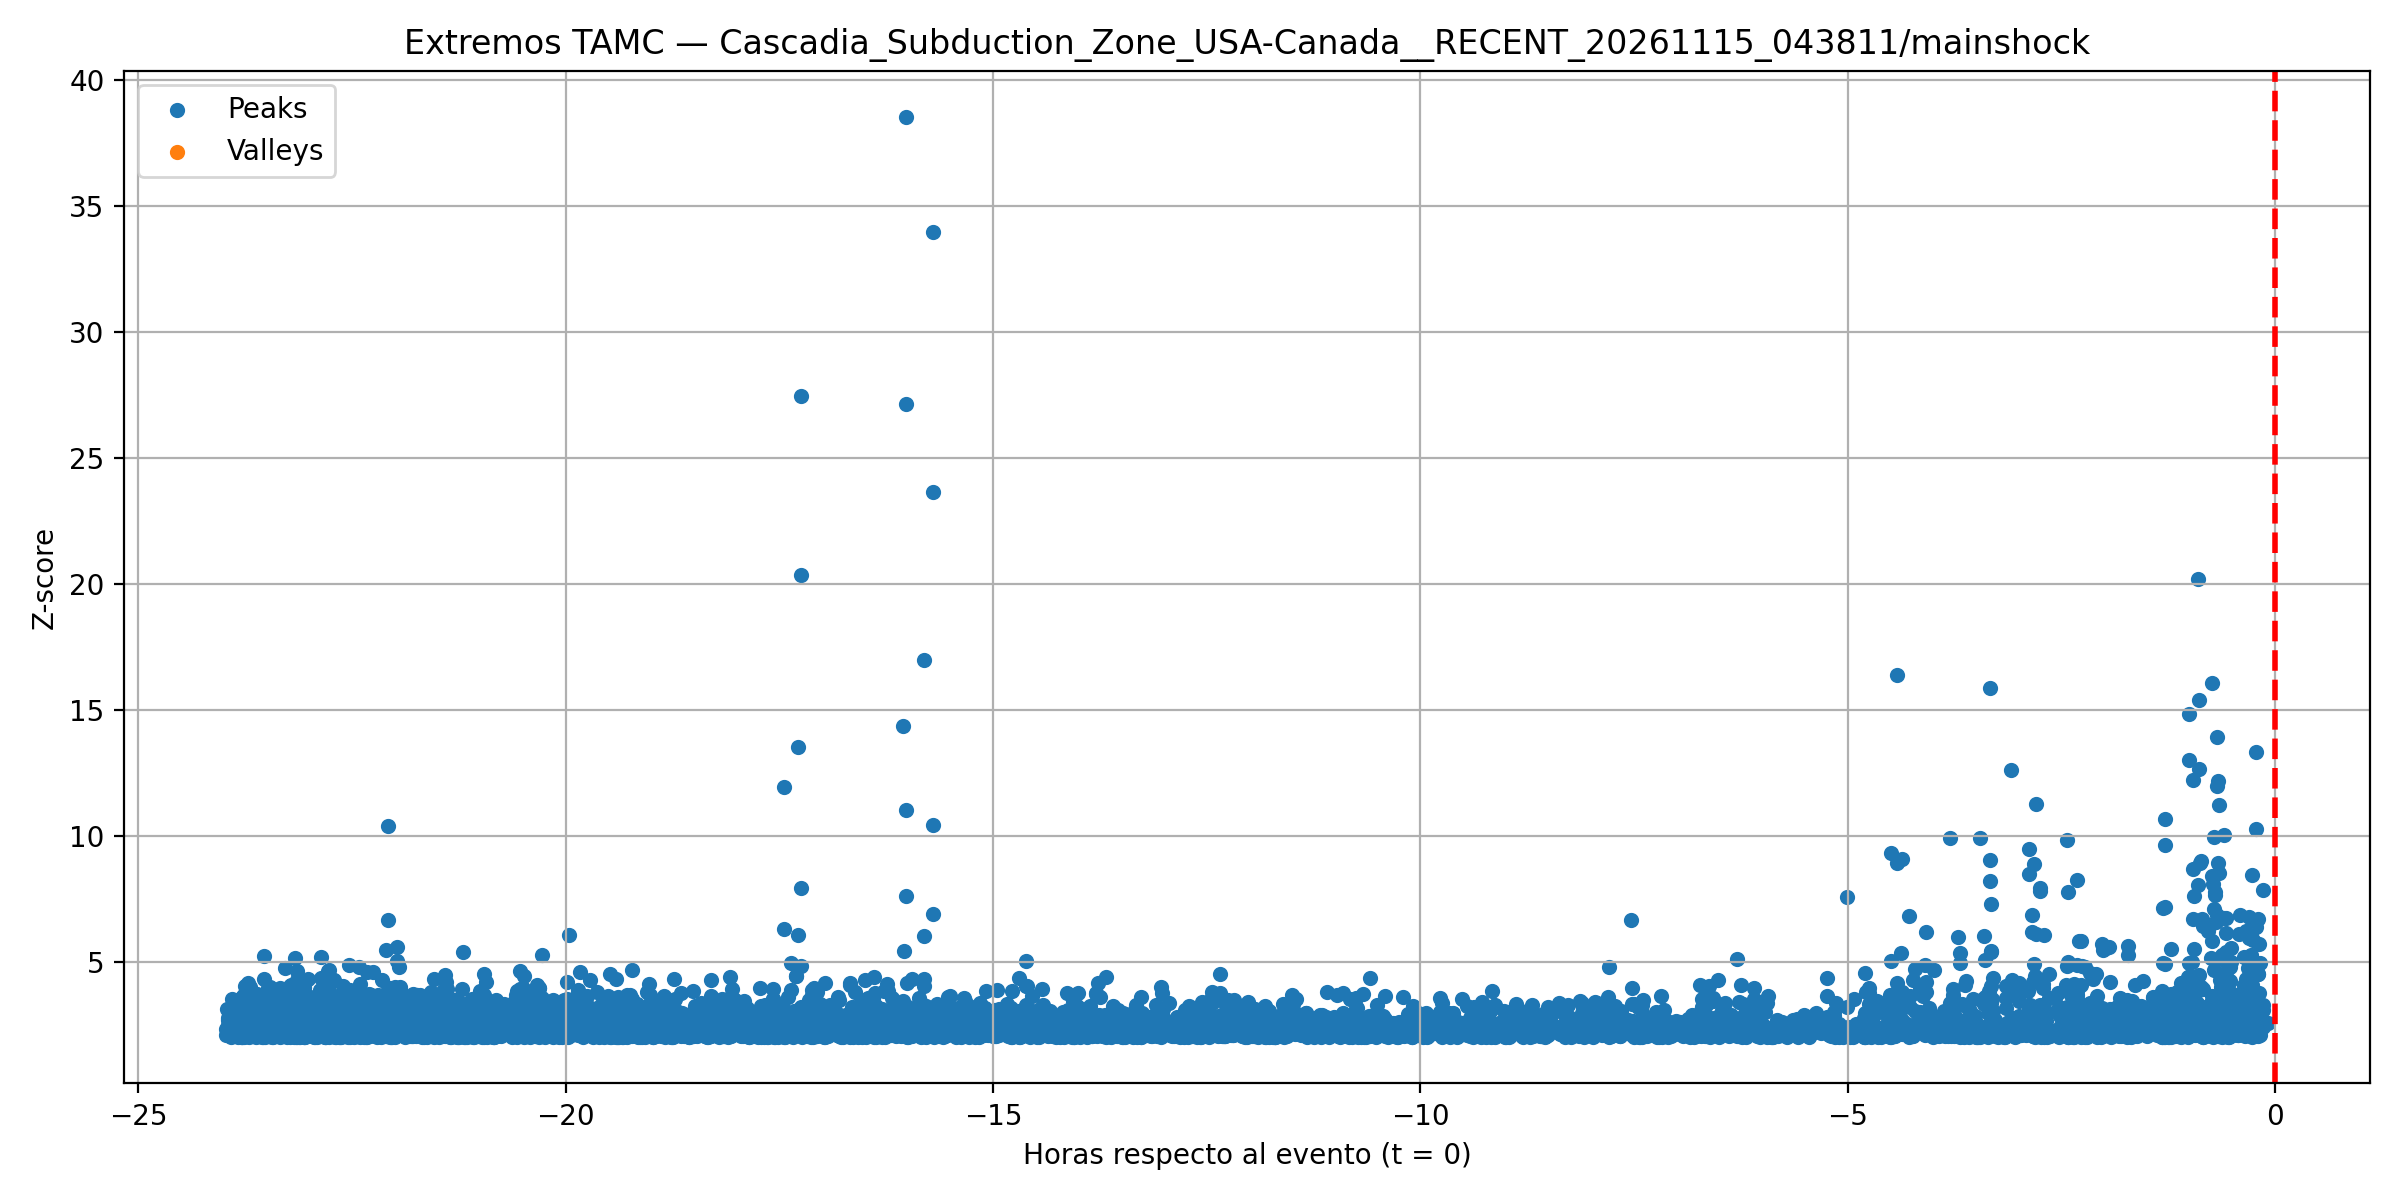 Extremos TAMC — Cascadia_Subduction_Zone_USA-Canada__RECENT_20261115_043811/mainshock
Peaks
Valleys
40
35
30
25
20
15
10
5
Z-score
−25 −20 −15 −10 −5 0
Horas respecto al evento (t = 0)